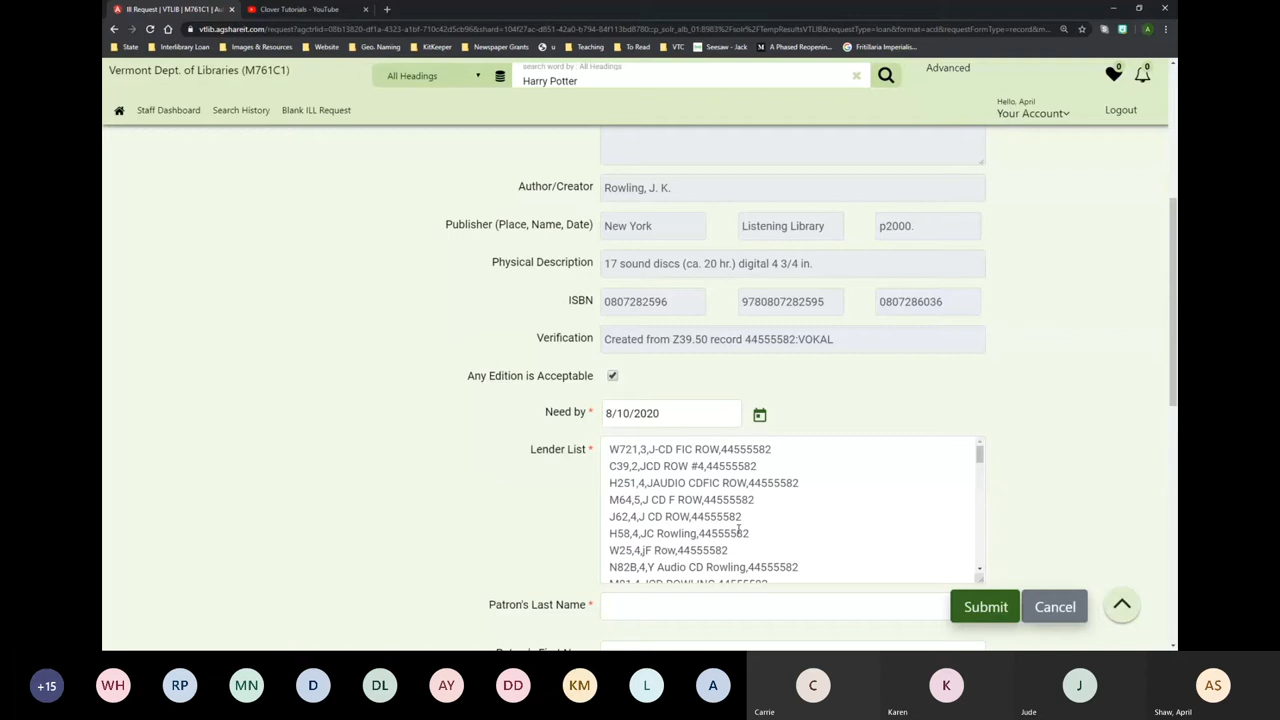 Ill Request | VTLIB | M761C1 | Au
Clover Tutorials - YouTube
State
Interlibrary Loan
Images & Resources
Website
Geo. Naming
KitKeeper
Newspaper Grants
u
Teaching
To Read
VTC
Seesaw - Jack
A Phased Reopenin...
Fritillaria Imperialis...
Vermont Dept. of Libraries (M761C1)
All Headings
search word by : All Headings
Harry Potter
Advanced
0
0
Staff Dashboard
Search History
Blank ILL Request
Hello, April
Your Account
Logout
Author/Creator
Rowling, J. K.
Publisher (Place, Name, Date)
New York
Listening Library
p2000.
Physical Description
17 sound discs (ca. 20 hr.) digital 4 3/4 in.
ISBN
0807282596
9780807282595
0807286036
Verification
Created from Z39.50 record 44555582:VOKAL
Any Edition is Acceptable
Need by *
8/10/2020
Lender List *
W721,3,J-CD FIC ROW,44555582
C39,2,JCD ROW #4,44555582
H251,4,JAUDIO CDFIC ROW,44555582
M64,5,J CD F ROW,44555582
J62,4,J CD ROW,44555582
H58,4,JC Rowling,44555582
W25,4,jF Row,44555582
N82B,4,Y Audio CD Rowling,44555582
Patron's Last Name *
Submit
Cancel
+15
WH
RP
MN
D
DL
AY
DD
KM
L
A
C
Carrie
K
Karen
J
Jude
AS
Shaw, April